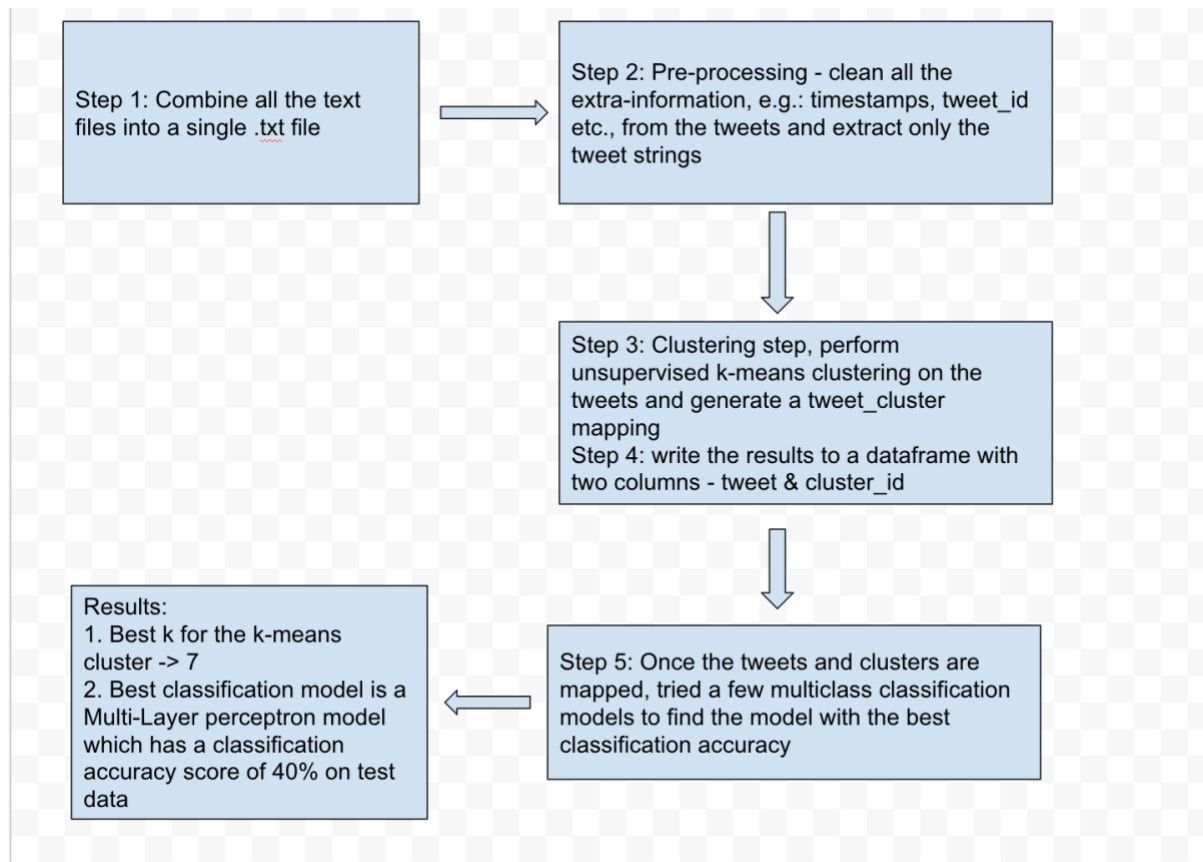 Step 1: Combine all the text
files into a single .txt file
Step 2: Pre-processing - clean all the
extra-information, e.g.: timestamps, tweet_id
etc., from the tweets and extract only the
tweet strings
Step 3: Clustering step, perform
unsupervised k-means clustering on the
tweets and generate a tweet_cluster
mapping
Step 4: write the results to a dataframe with
two columns - tweet & cluster_id
Step 5: Once the tweets and clusters are
mapped, tried a few multiclass classification
models to find the model with the best
classification accuracy
Results:
1. Best k for the k-means
cluster -> 7
2. Best classification model is a
Multi-Layer perceptron model
which has a classification
accuracy score of 40% on test
data